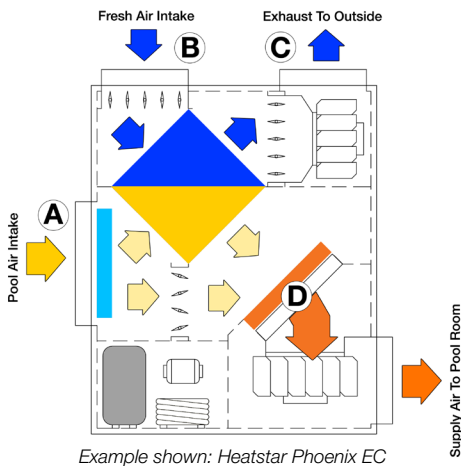 Fresh Air Intake
Exhaust To Outside
B
C
A
Pool Air Intake
D
Supply Air To Pool Room
Example shown: Heatstar Phoenix EC